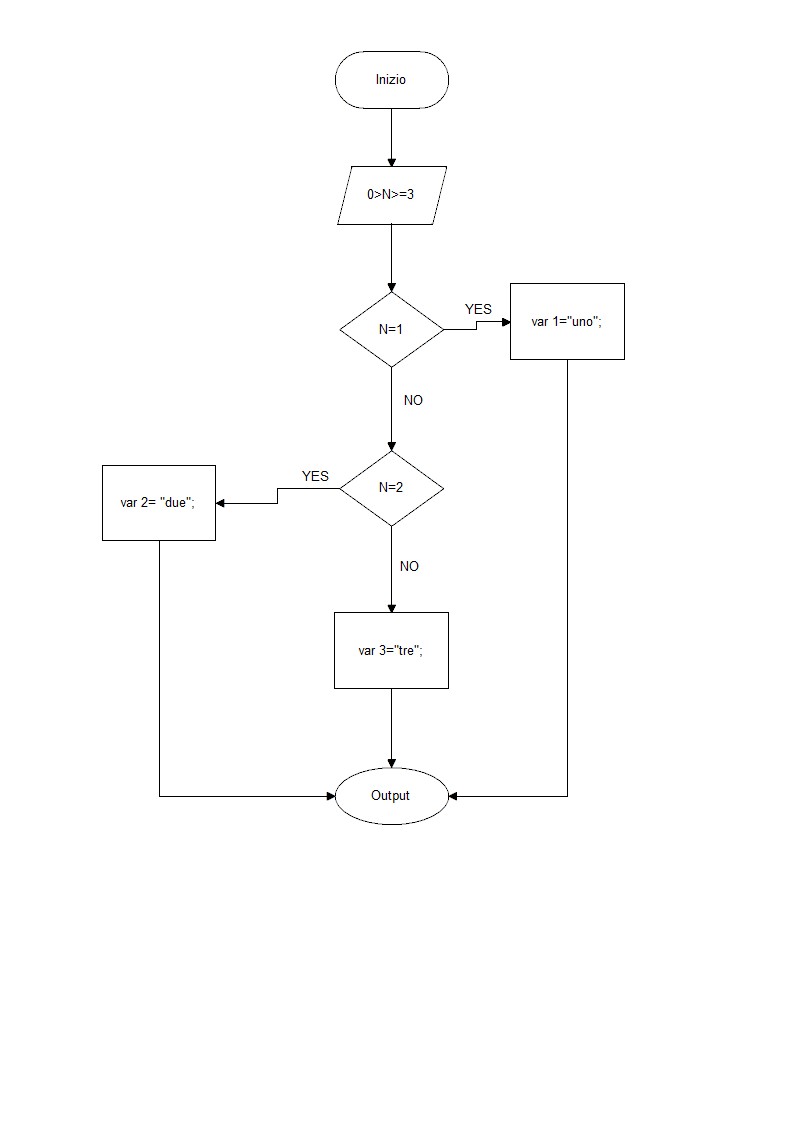 Inizio
0>N>=3
N=1
YES
var 1="uno";
NO
N=2
YES
var 2= "due";
NO
var 3="tre";
Output